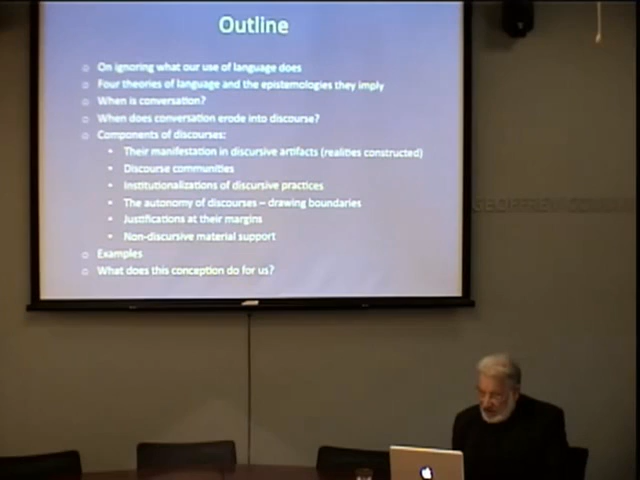 Outline
On ignoring what our use of language does
Four theories of language and the epistemologies they imply
When is conversation?
When does conversation erode into discourse?
Components of discourses:
Their manifestation in discursive artifacts (realities constructed)
Discourse communities
Institutionalizations of discursive practices
The autonomy of discourses – drawing boundaries
Justifications at their margins
Non-discursive material support
Examples
What does this conception do for us?
GEOFFREY